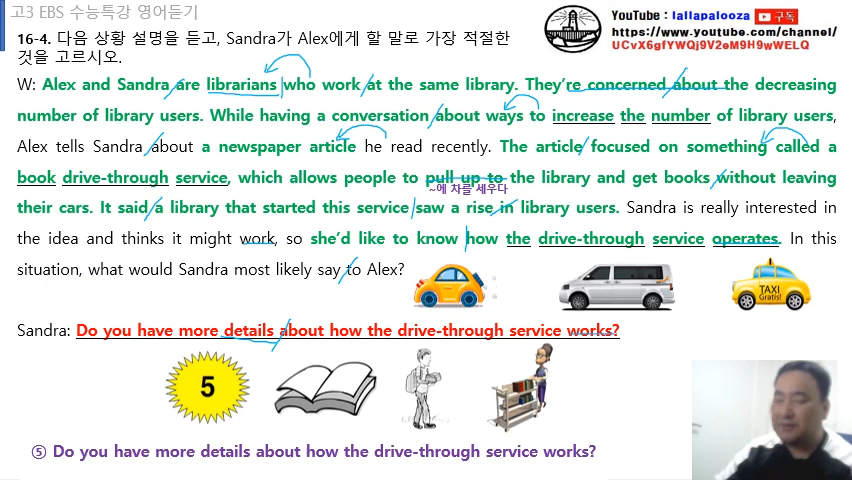 고3 EBS 수능특강 영어듣기
YouTube : lallapalooza 구독
https://www.youtube.com/channel/
UCvX6gfYWQj9V2eM9H9wWELQ
16-4. 다음 상황 설명을 듣고, Sandra가 Alex에게 할 말로 가장 적절한
것을 고르시오.
W: Alex and Sandra are librarians who work at the same library. They're concerned about the decreasing
number of library users. While having a conversation about ways to increase the number of library users,
Alex tells Sandra about a newspaper article he read recently. The article focused on something called a
book drive-through service, which allows people to pull up to the library and get books without leaving
~에 차를 세우다
their cars. It said a library that started this service saw a rise in library users. Sandra is really interested in
the idea and thinks it might work, so she'd like to know how the drive-through service operates. In this
situation, what would Sandra most likely say to Alex?
TAXI
Gratis!
Sandra: Do you have more details about how the drive-through service works?
5
⑤ Do you have more details about how the drive-through service works?